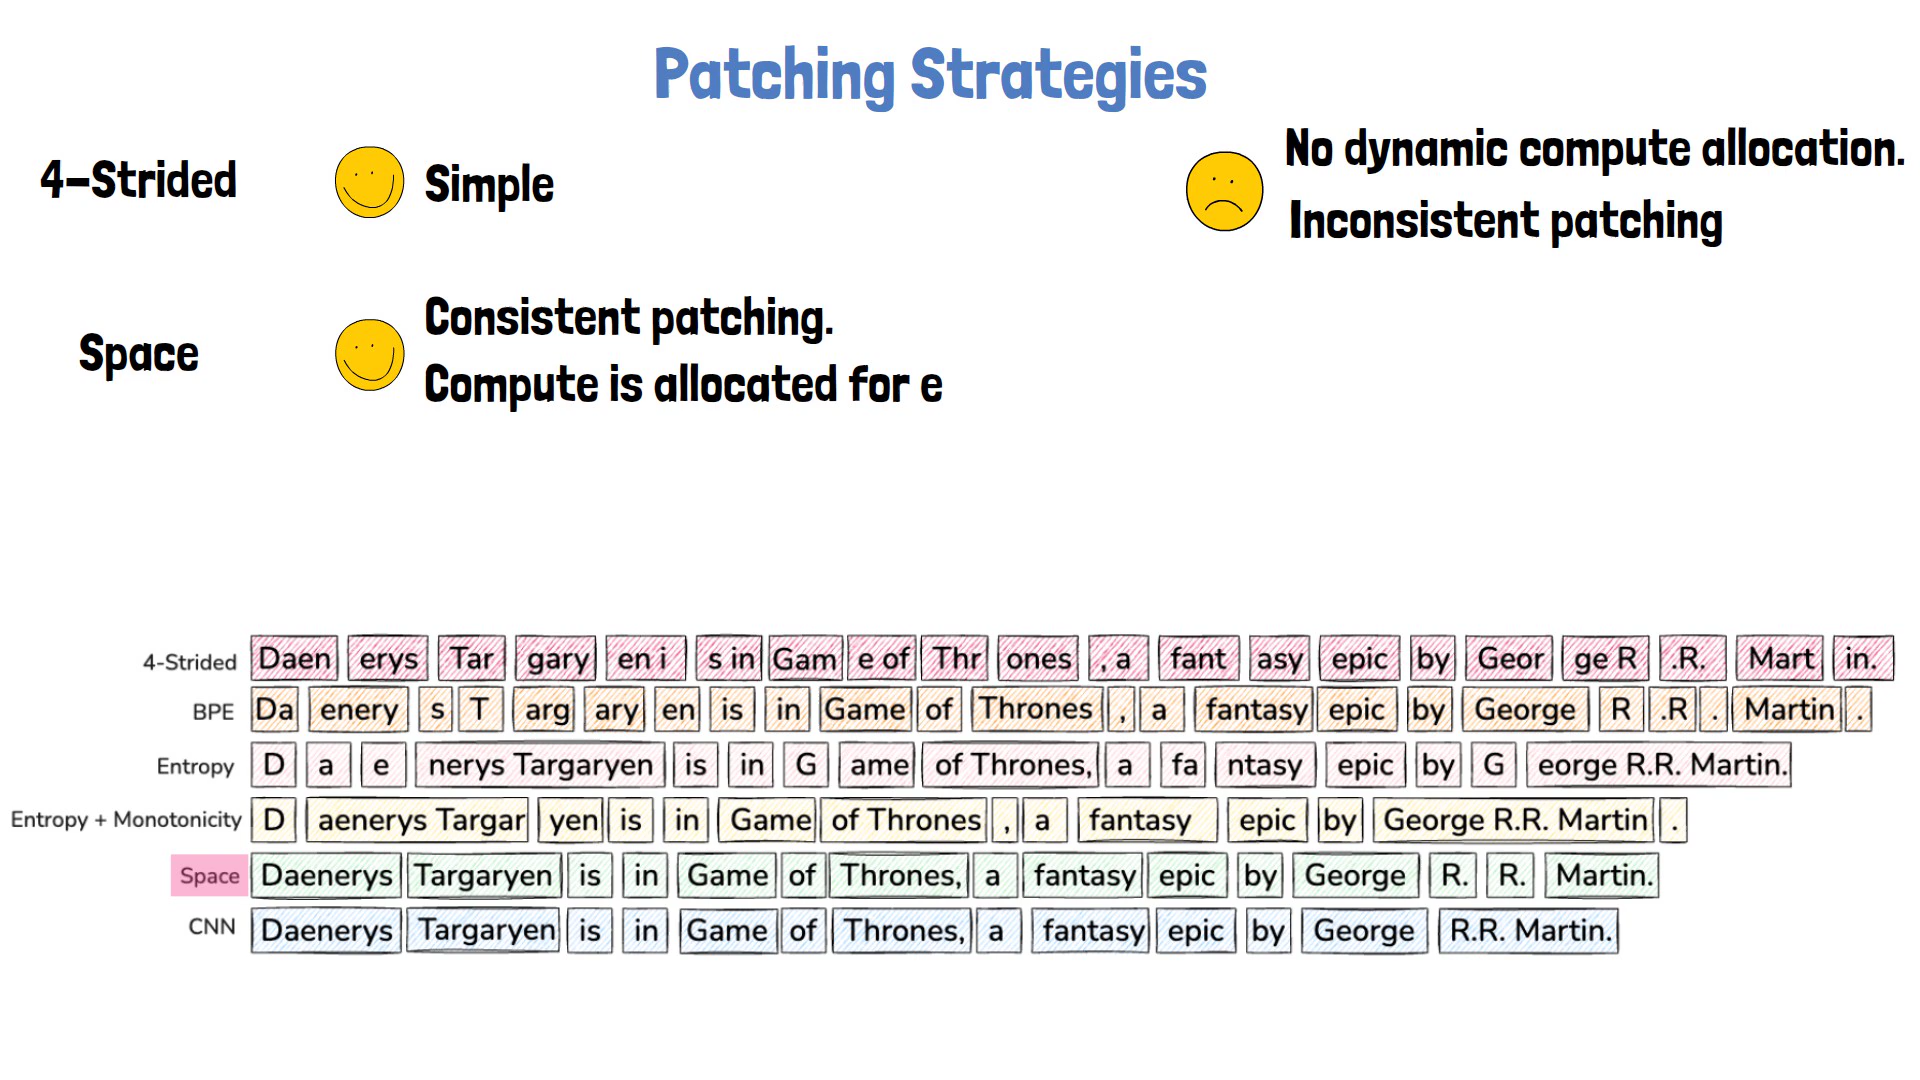 Patching Strategies
4-Strided
Simple
No dynamic compute allocation.
Inconsistent patching
Space
Consistent patching.
Compute is allocated for e
4-Strided Daen erys Tar gary en i s in Gam e of Thr ones , a fant asy epic by Geor ge R .R. Mart in.
BPE Da enery s T arg ary en is in Game of Thrones , a fantasy epic by George R .R . Martin .
Entropy D a e nerys Targaryen is in G ame of Thrones, a fa ntasy epic by G eorge R.R. Martin.
Entropy + Monotonicity D aenerys Targar yen is in Game of Thrones , a fantasy epic by George R.R. Martin .
Space Daenerys Targaryen is in Game of Thrones, a fantasy epic by George R. R. Martin.
CNN Daenerys Targaryen is in Game of Thrones, a fantasy epic by George R.R. Martin.